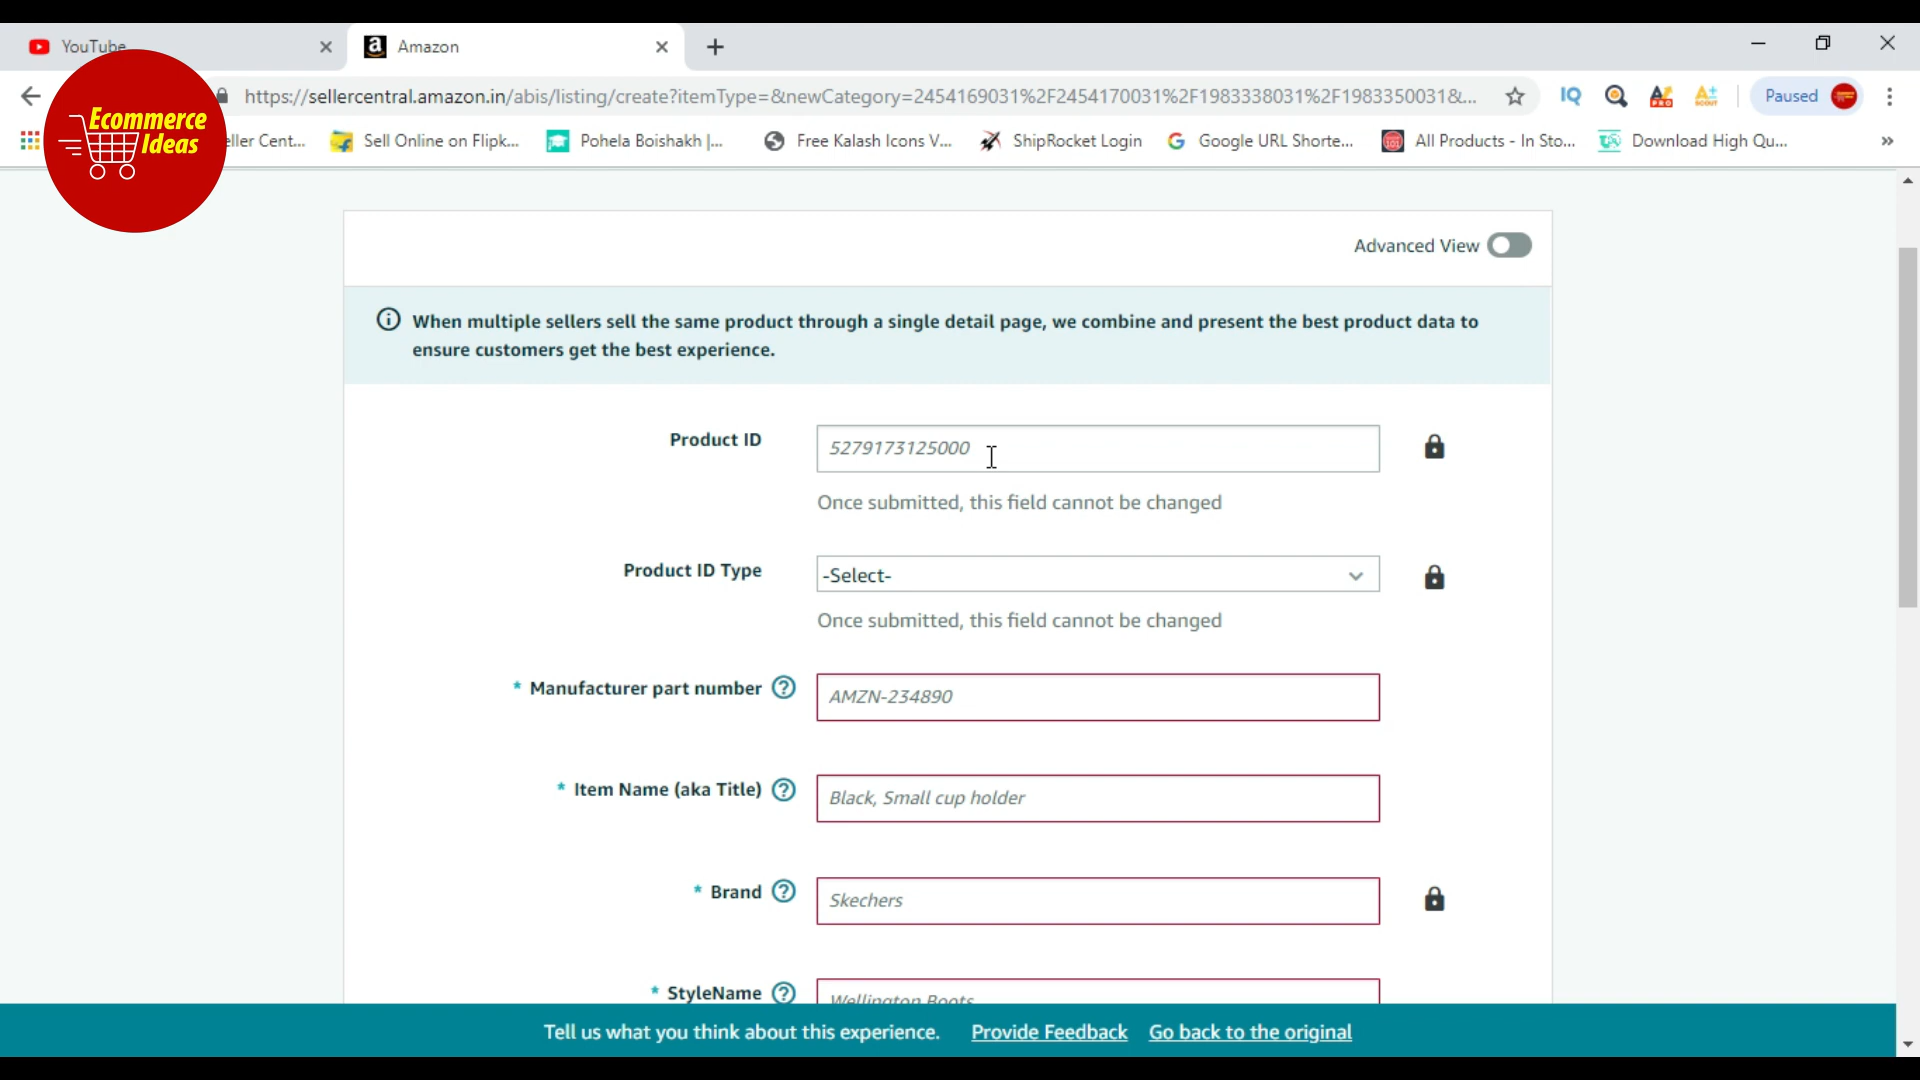 YouTube
Amazon
https://sellercentral.amazon.in/abis/listing/create?itemType=&newCategory=2454169031%2F2454170031%2F1983338031%2F1983350031&...
IQ
PRO
SCOUT
Paused
Ecommerce
Ideas
eller Cent...
Sell Online on Flipk...
Pohela Boishakh |...
Free Kalash Icons V...
ShipRocket Login
Google URL Shorte...
All Products - In Sto...
Download High Qu...
»
Advanced View
When multiple sellers sell the same product through a single detail page, we combine and present the best product data to
ensure customers get the best experience.
Product ID
5279173125000
Once submitted, this field cannot be changed
Product ID Type
-Select-
Once submitted, this field cannot be changed
* Manufacturer part number ?
AMZN-234890
* Item Name (aka Title) ?
Black, Small cup holder
* Brand ?
Skechers
* StyleName ?
Wellington Boots
Tell us what you think about this experience. Provide Feedback Go back to the original